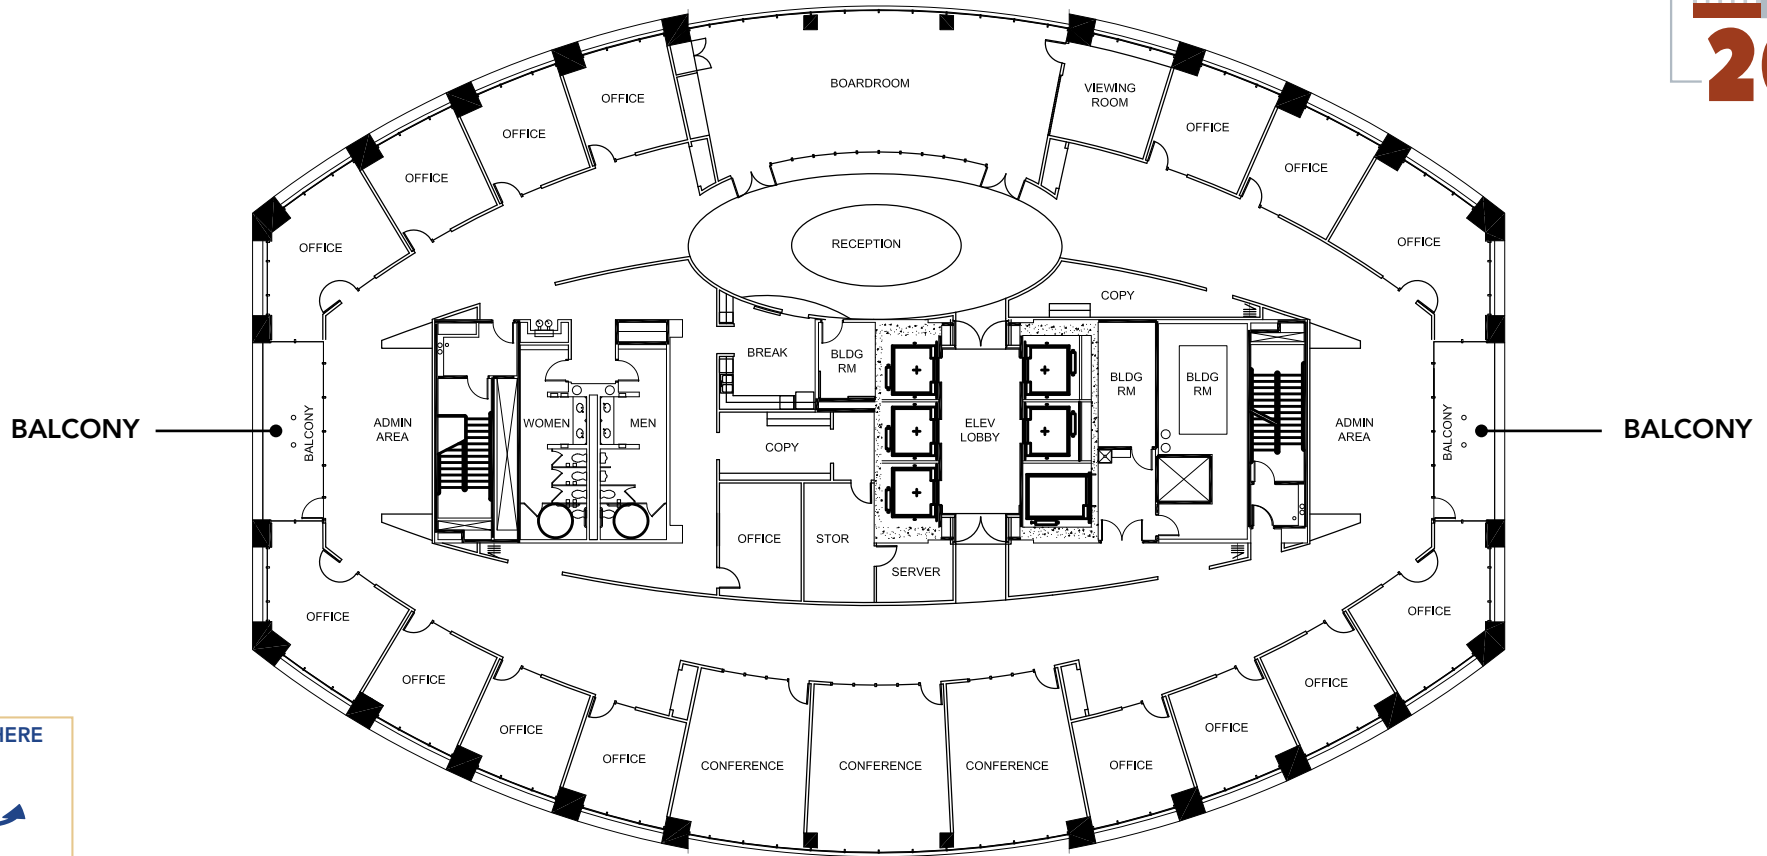 BOARDROOM
OFFICE
VIEWING
ROOM
OFFICE
OFFICE
OFFICE
OFFICE
OFFICE
OFFICE
OFFICE
RECEPTION
COPY
BREAK
BLDG
RM
BLDG
RM
BLDG
RM
BALCONY
BALCONY
ADMIN
AREA
WOMEN
MEN
COPY
ELEV
LOBBY
ADMIN
AREA
BALCONY
BALCONY
OFFICE
STOR
SERVER
OFFICE
OFFICE
OFFICE
OFFICE
OFFICE
OFFICE
OFFICE
OFFICE
CONFERENCE
CONFERENCE
CONFERENCE